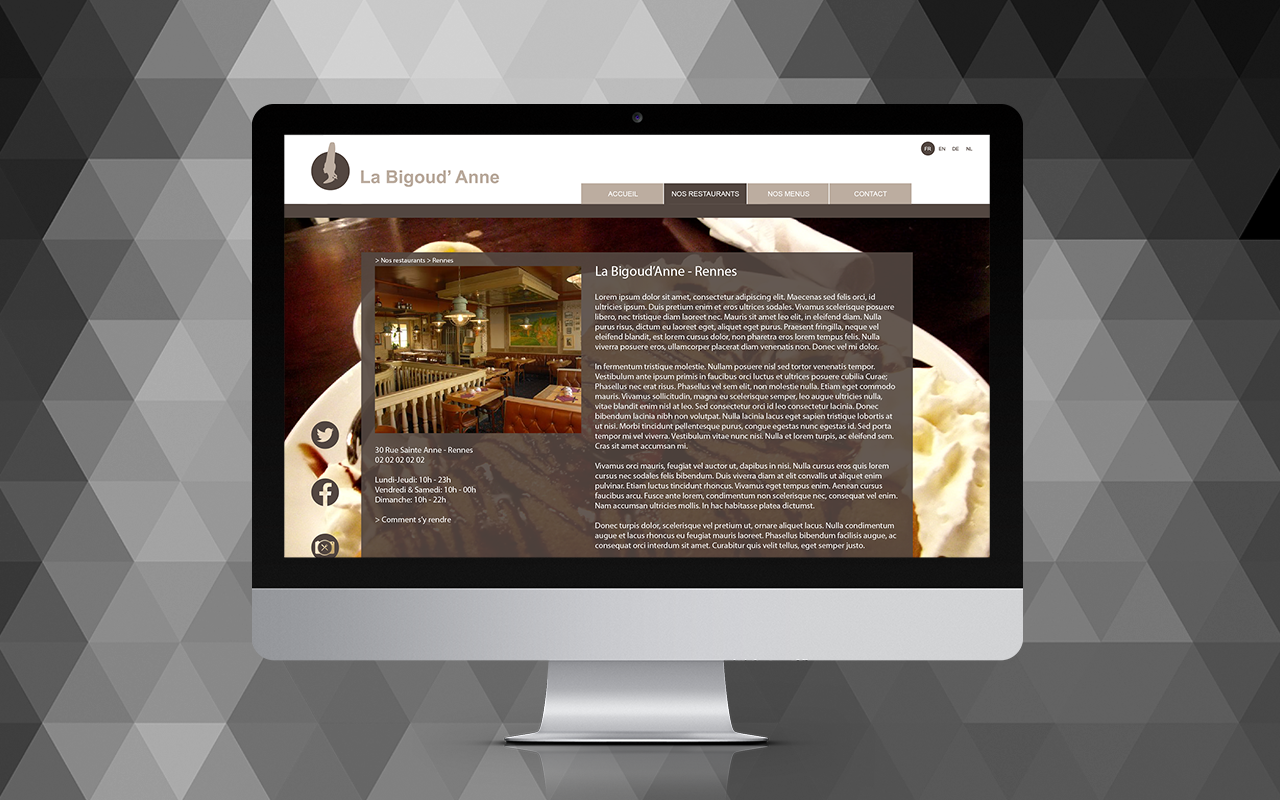 La Bigoud' Anne
FR EN DE NL
ACCUEIL NOS RESTAURANTS NOS MENUS CONTACT
> Nos restaurants > Rennes
30 Rue Sainte Anne - Rennes
02 02 02 02 02
Lundi-Jeudi: 10h - 23h
Vendredi & Samedi: 10h - 00h
Dimanche: 10h - 22h
> Comment s'y rendre
La Bigoud'Anne - Rennes
Lorem ipsum dolor sit amet, consectetur adipiscing elit. Maecenas sed felis orci, id
ultricies ipsum. Duis pretium enim et eros ultrices sodales. Vivamus scelerisque posuere
libero, nec tristique diam laoreet nec. Mauris sit amet leo elit, in eleifend diam. Nulla
purus risus, dictum eu laoreet eget, aliquet eget purus. Praesent fringilla, neque vel
eleifend blandit, est lorem cursus dolor, non pharetra eros lorem tempus felis. Nulla
viverra posuere eros, ullamcorper placerat diam venenatis non. Donec vel mi dolor.
In fermentum tristique molestie. Nullam posuere nisl sed tortor venenatis tempor.
Vestibulum ante ipsum primis in faucibus orci luctus et ultrices posuere cubilia Curae;
Phasellus nec erat risus. Phasellus vel sem elit, non molestie nulla. Etiam eget commodo
mauris. Vivamus sollicitudin, magna eu scelerisque semper, leo augue ultricies nulla,
vitae blandit enim nisl at leo. Sed consectetur orci id leo consectetur lacinia. Donec
bibendum lacinia nibh non volutpat. Nulla lacinia lacus eget sapien tristique lobortis at
ut nisi. Morbi tincidunt pellentesque purus, congue egestas nunc egestas id. Sed porta
tempor mi vel viverra. Vestibulum vitae nunc nisi. Nulla et lorem turpis, ac eleifend sem.
Cras sit amet accumsan mi.
Vivamus orci mauris, feugiat vel auctor ut, dapibus in nisi. Nulla cursus eros quis lorem
cursus nec sodales felis bibendum. Duis viverra diam at elit convallis ut aliquet enim
pulvinar. Etiam luctus tincidunt rhoncus. Vivamus eget tempus enim. Aenean cursus
faucibus arcu. Fusce ante lorem, condimentum non scelerisque nec, consequat vel enim.
Nam accumsan ultricies mollis. In hac habitasse platea dictumst.
Donec turpis dolor, scelerisque vel pretium ut, ornare aliquet lacus. Nulla condimentum
augue et lacus rhoncus eu feugiat mauris laoreet. Phasellus bibendum facilisis augue, ac
consequat orci interdum sit amet. Curabitur quis velit tellus, eget semper justo.